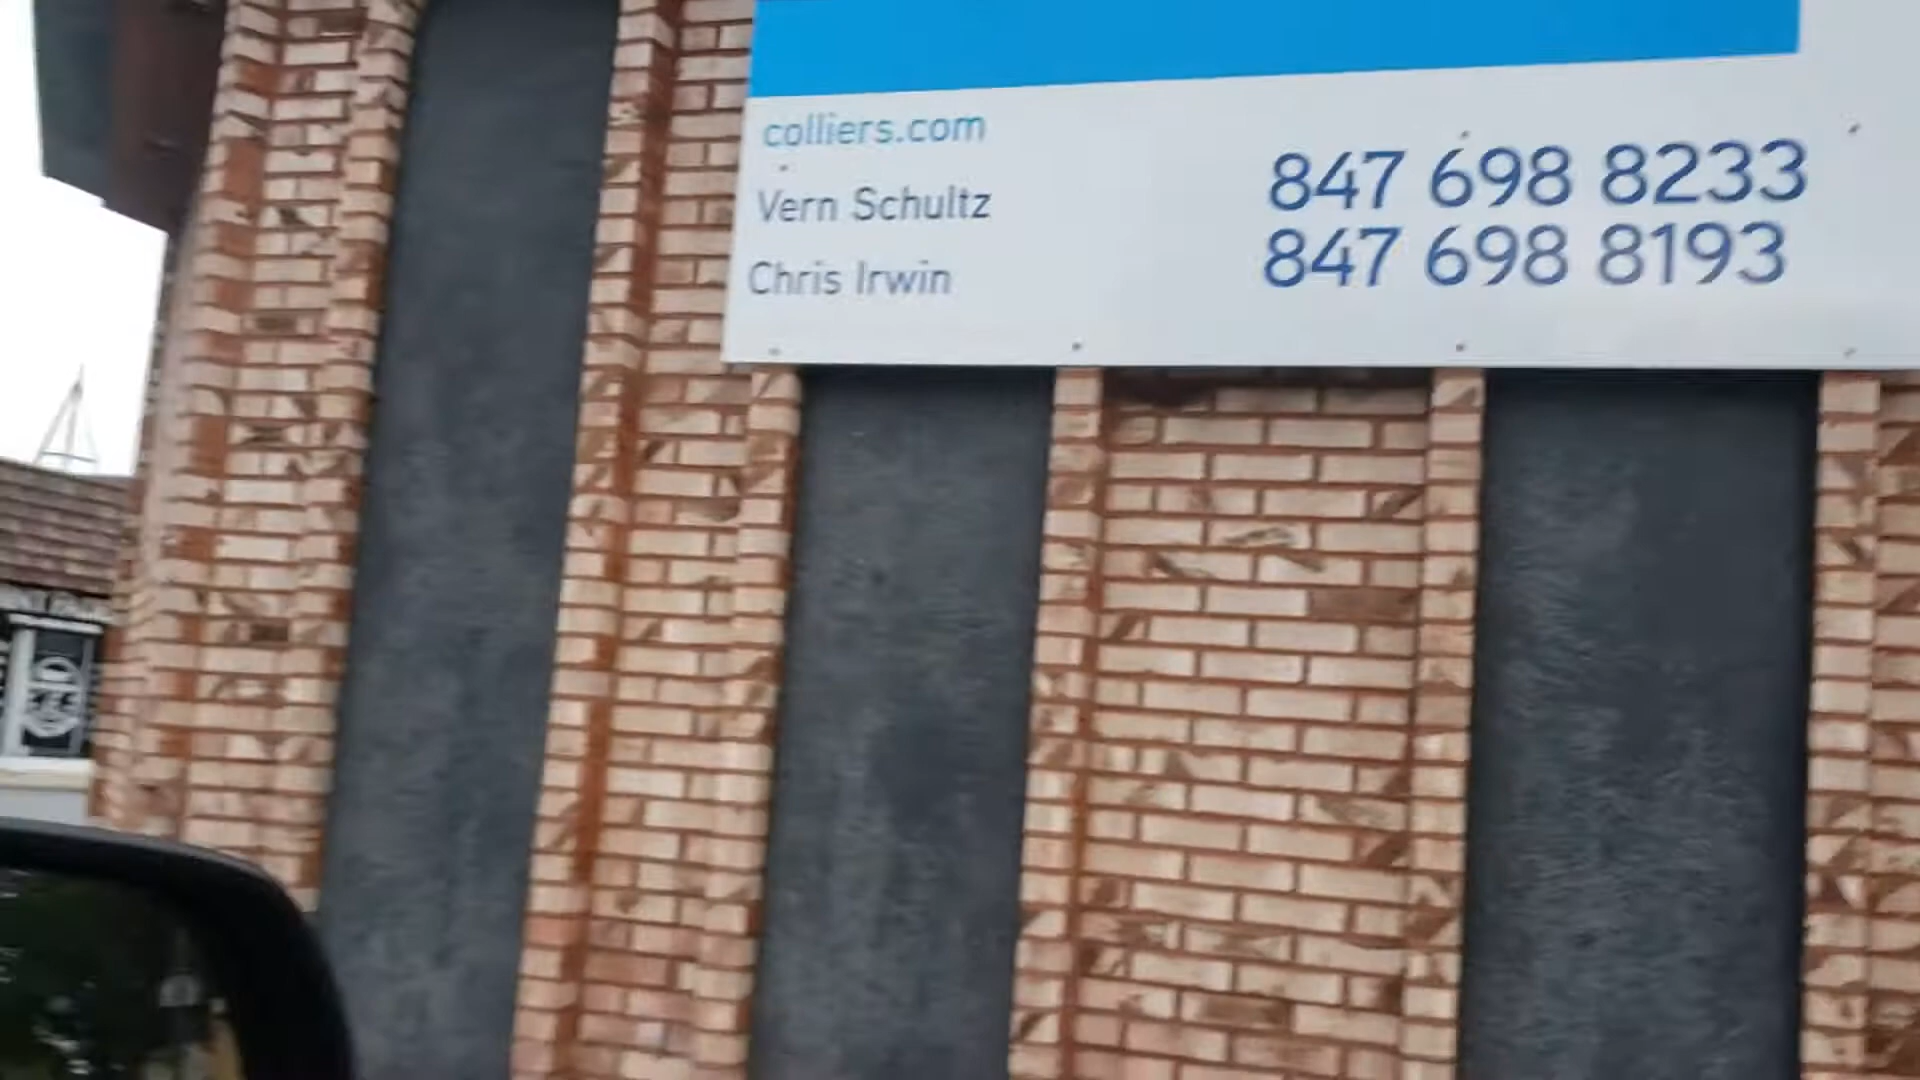 colliers.com
Vern Schultz 847 698 8233
Chris Irwin 847 698 8193